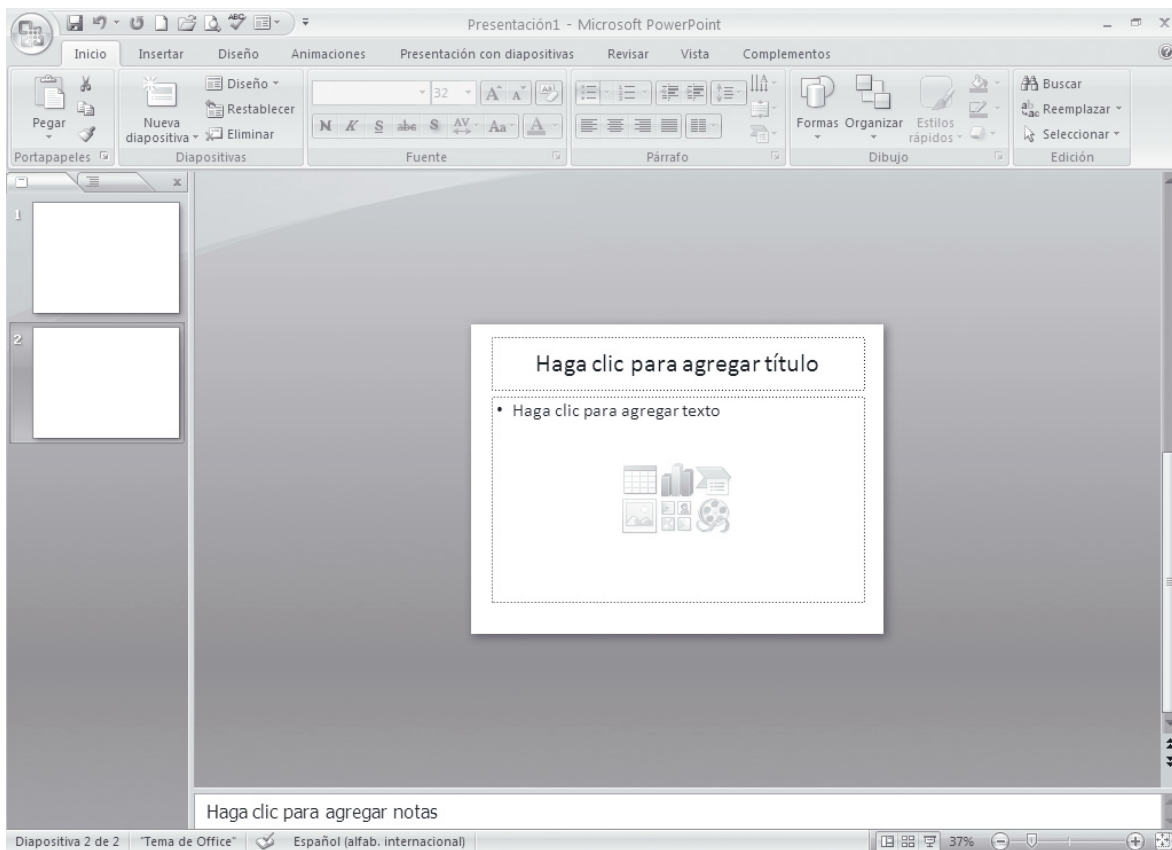 Presentación1 - Microsoft PowerPoint
Inicio Insertar Diseño Animaciones Presentación con diapositivas Revisar Vista Complementos
Pegar
Portapapeles
Nueva diapositiva
Diseño
Restablecer
Eliminar
Diapositivas
32
N K S abc S AV Aa A
Fuente
Párrafo
Formas Organizar Estilos rápidos
Dibujo
Buscar
Reemplazar
Seleccionar
Edición
1
2
Haga clic para agregar título
• Haga clic para agregar texto
Haga clic para agregar notas
Diapositiva 2 de 2 "Tema de Office" Español (alfab. internacional) 37%